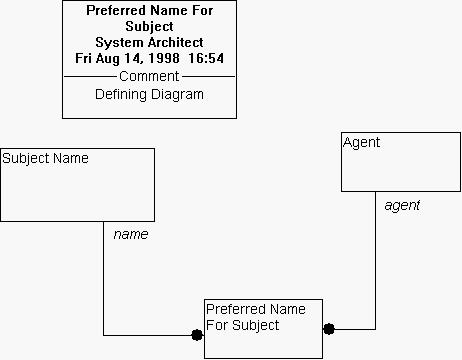 Preferred Name For
Subject
System Architect
Fri Aug 14, 1998 16:54
Comment
Defining Diagram
Subject Name
Agent
name
agent
Preferred Name
For Subject